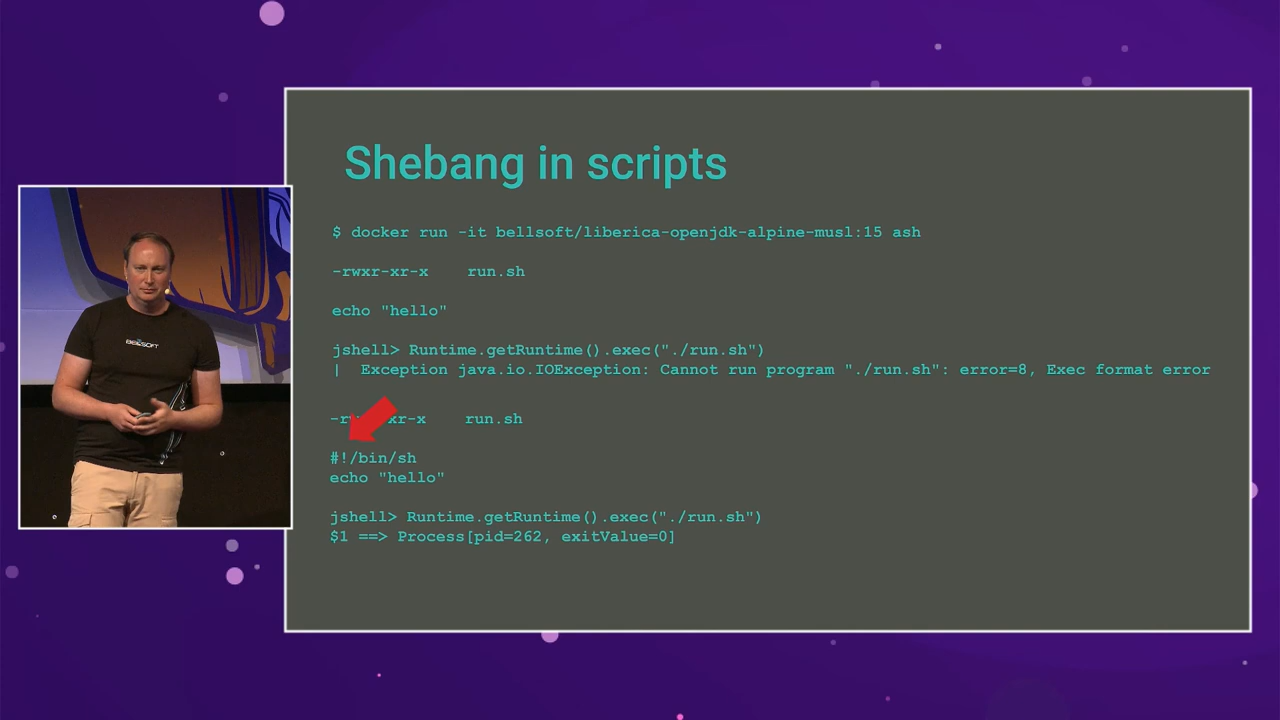 Shebang in scripts
$ docker run -it bellsoft/liberica-openjdk-alpine-musl:15 ash
-rwxr-xr-x    run.sh
echo "hello"
jshell> Runtime.getRuntime().exec("./run.sh")
|  Exception java.io.IOException: Cannot run program "./run.sh": error=8, Exec format error
-rwxr-xr-x    run.sh
#!/bin/sh
echo "hello"
jshell> Runtime.getRuntime().exec("./run.sh")
$1 ==> Process[pid=262, exitValue=0]
BELLSOFT